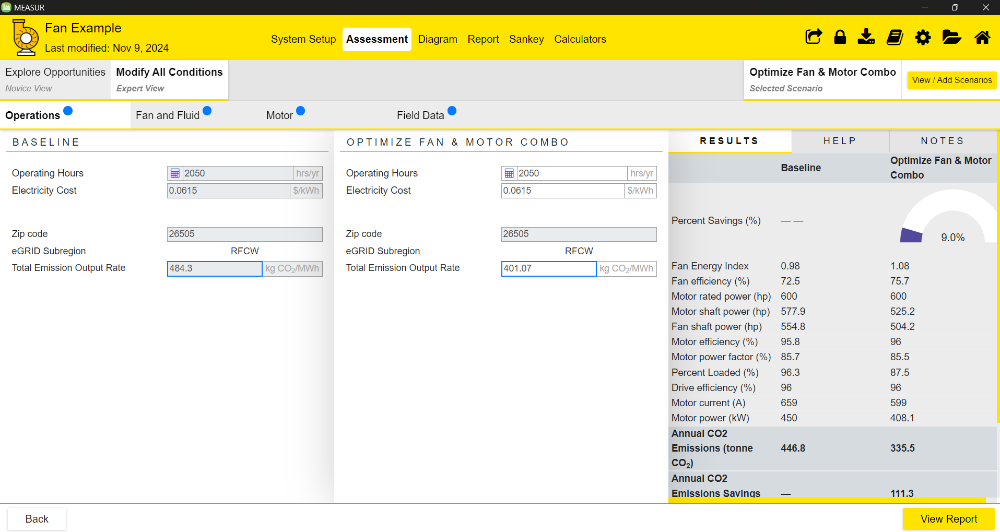 MEASUR
Fan Example
Last modified: Nov 9, 2024
System Setup Assessment Diagram Report Sankey Calculators
Explore Opportunities
Novice View
Modify All Conditions
Expert View
Optimize Fan & Motor Combo
Selected Scenario
View / Add Scenarios
Operations Fan and Fluid Motor Field Data
BASELINE
Operating Hours 2050 hrs/yr
Electricity Cost 0.0615 $/kWh
Zip code 26505
eGRID Subregion RFCW
Total Emission Output Rate 484.3 kg CO₂/MWh
OPTIMIZE FAN & MOTOR COMBO
Operating Hours 2050 hrs/yr
Electricity Cost 0.0615 $/kWh
Zip code 26505
eGRID Subregion RFCW
Total Emission Output Rate 401.07 kg CO₂/MWh
RESULTS HELP NOTES
Baseline
Optimize Fan & Motor
Combo
Percent Savings (%) — — 9.0%
Fan Energy Index 0.98 1.08
Fan efficiency (%) 72.5 75.7
Motor rated power (hp) 600 600
Motor shaft power (hp) 577.9 525.2
Fan shaft power (hp) 554.8 504.2
Motor efficiency (%) 95.8 96
Motor power factor (%) 85.7 85.5
Percent Loaded (%) 96.3 87.5
Drive efficiency (%) 96 96
Motor current (A) 659 599
Motor power (kW) 450 408.1
Annual CO2
Emissions (tonne 446.8 335.5
CO₂)
Annual CO2
Emissions Savings — 111.3
Back
View Report